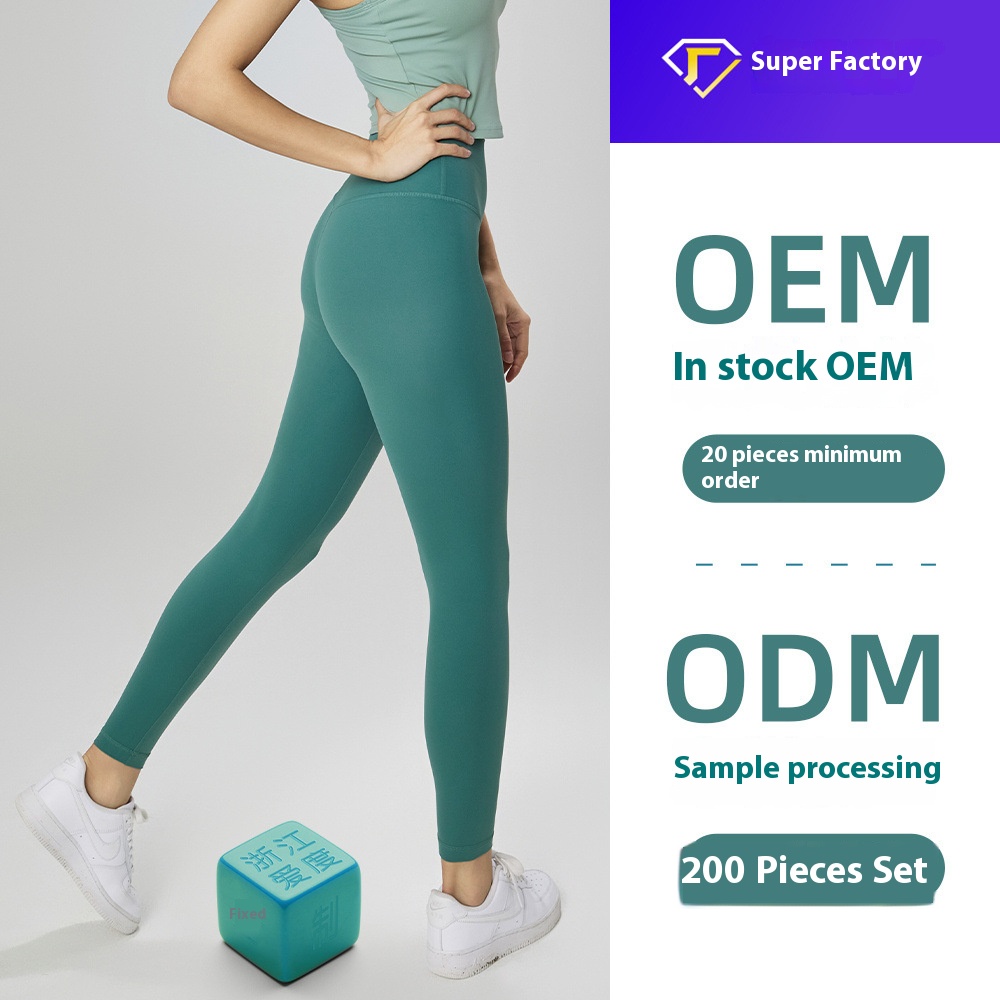 Super Factory
OEM
In stock OEM
20 pieces minimum
order
ODM
Sample processing
200 Pieces Set
浙江
Fixed
制